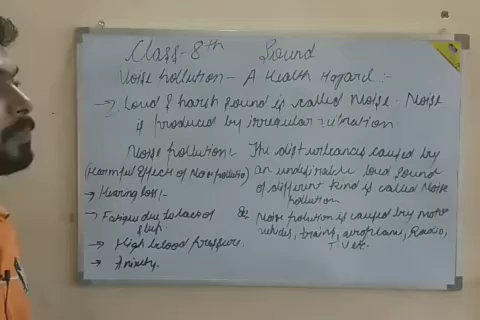 Class-8th Sound
Noise Pollution - A Health Hazard :-
Loud & harsh sound is called Noise. Noise
is produced by irregular vibration
Noise pollution:- The disturbances caused by
an undesirable loud sound
of different kind is called Noise
pollution
Noise polution is caused by motor
vehicles, trains, aeroplane, Radio,
T.V etc.
(Harmful Effect of Noise pollution)
→ Hearing loss:-
→ Fatigue due to lack of
sleep.
→ High blood pressure.
→ Anxiety.